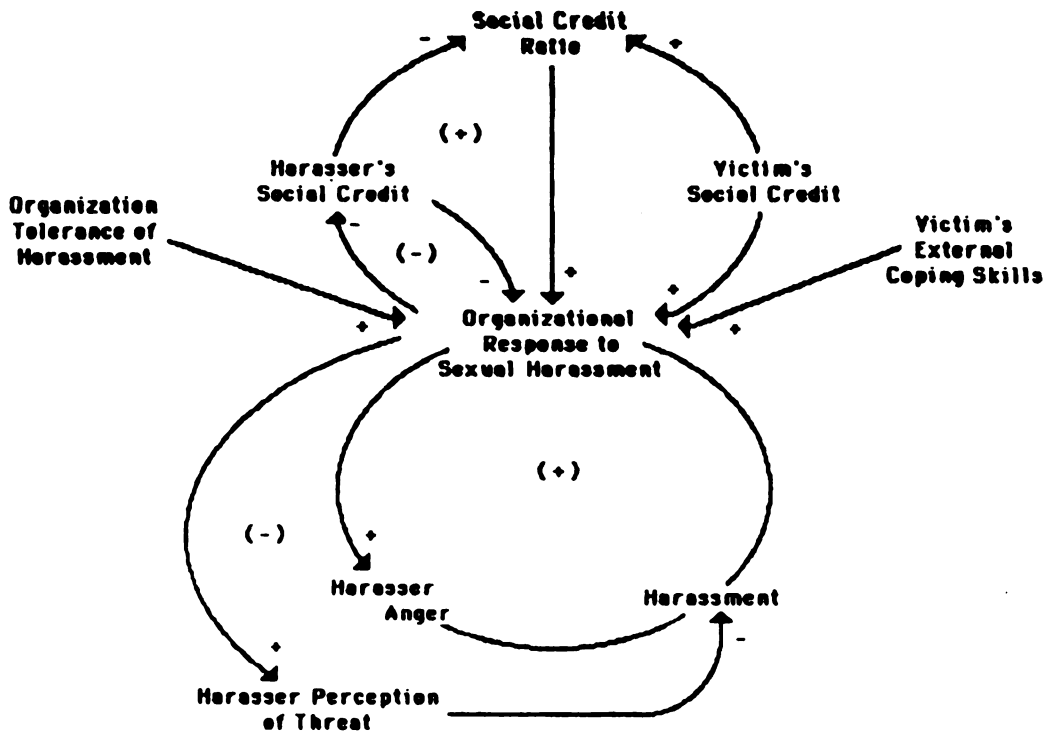 Social Credit
Ratio
-
+
(+)
Harasser's
Social Credit
Victim's
Social Credit
Organization
Tolerance of
Harassment
-
(-)
Victim's
External
Coping Skills
-
+
+
+
+
Organizational
Response to
Sexual Harassment
(+)
(-)
+
Harasser
Anger
Harassment
+
-
Harasser Perception
of Threat